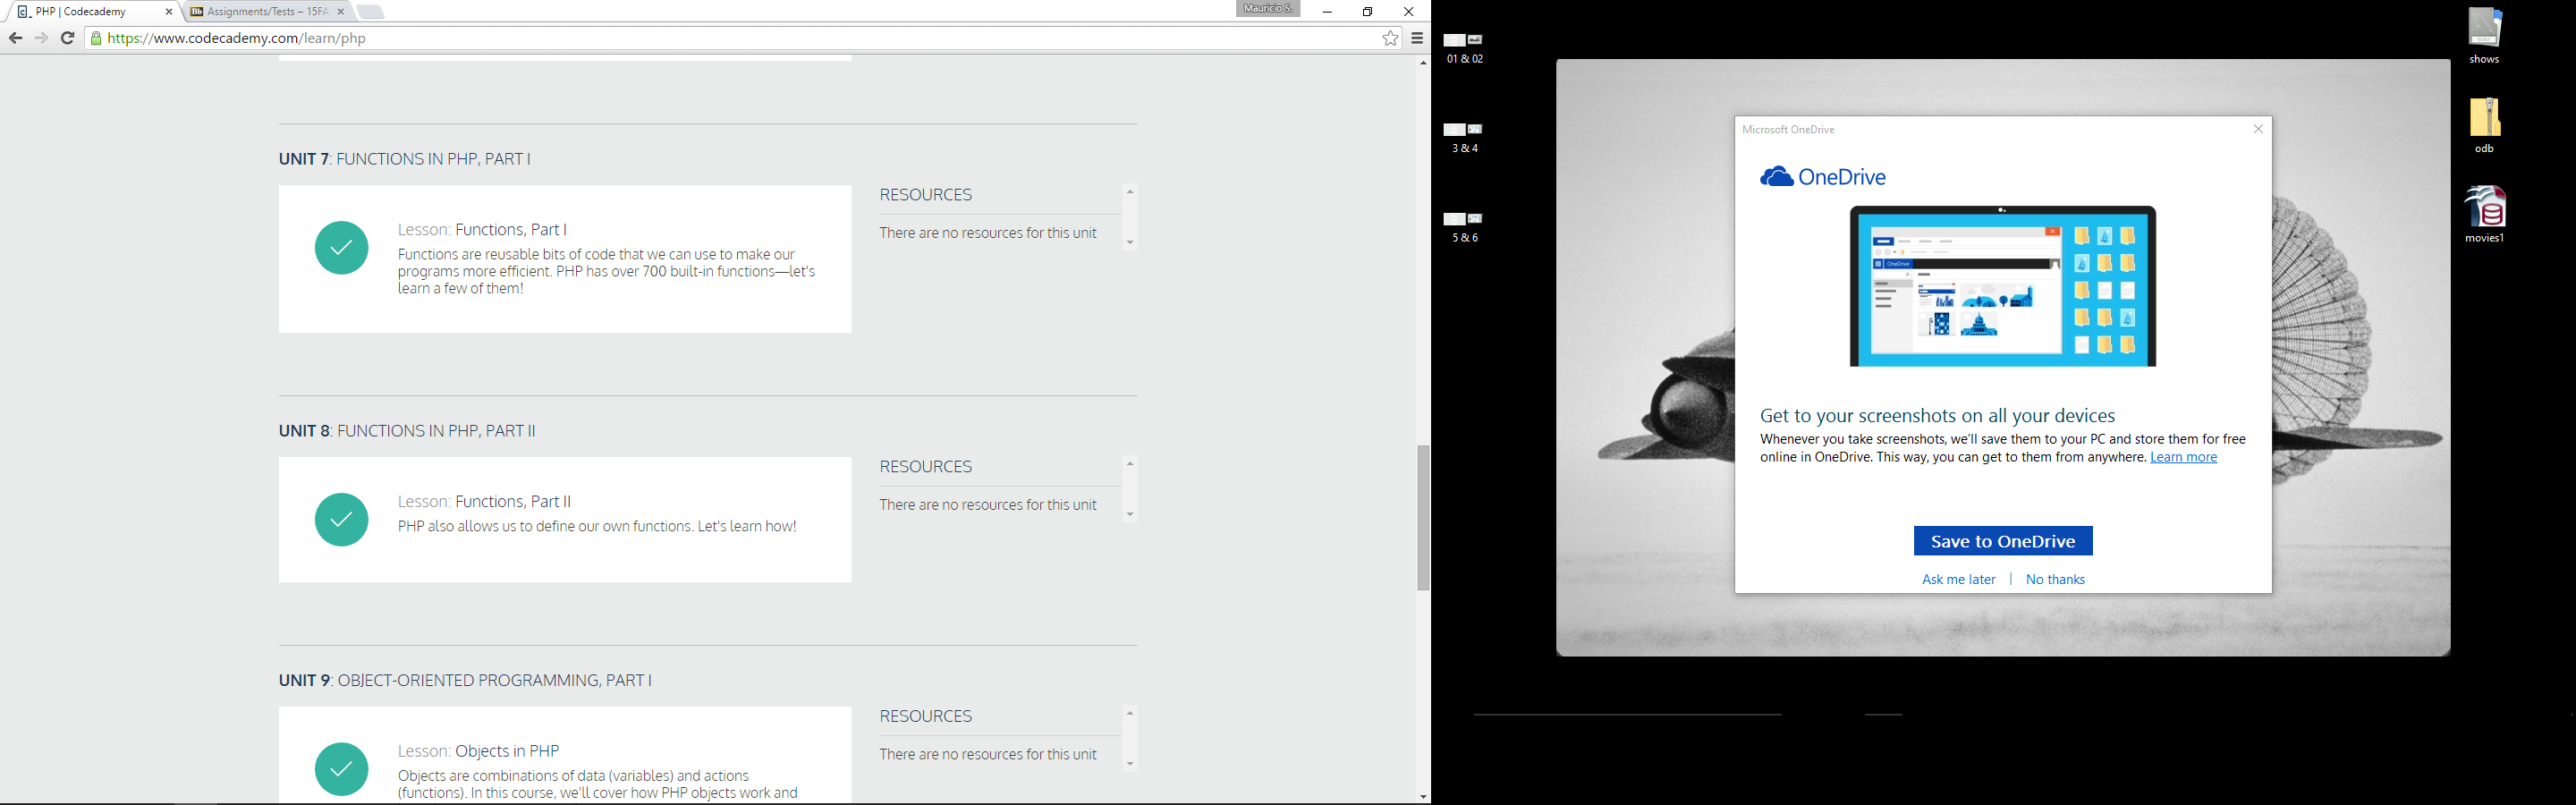 PHP | Codecademy
Assignments/Tests – 15FA
Mauricio S.
https://www.codecademy.com/learn/php
UNIT 7: FUNCTIONS IN PHP, PART I
Lesson: Functions, Part I
Functions are reusable bits of code that we can use to make our
programs more efficient. PHP has over 700 built-in functions—let's
learn a few of them!
RESOURCES
There are no resources for this unit
UNIT 8: FUNCTIONS IN PHP, PART II
Lesson: Functions, Part II
PHP also allows us to define our own functions. Let's learn how!
RESOURCES
There are no resources for this unit
UNIT 9: OBJECT-ORIENTED PROGRAMMING, PART I
Lesson: Objects in PHP
Objects are combinations of data (variables) and actions
(functions). In this course, we'll cover how PHP objects work and
RESOURCES
There are no resources for this unit
01 & 02
3 & 4
5 & 6
Microsoft OneDrive
OneDrive
OneDrive
Get to your screenshots on all your devices
Whenever you take screenshots, we'll save them to your PC and store them for free
online in OneDrive. This way, you can get to them from anywhere. Learn more
Save to OneDrive
Ask me later | No thanks
shows
odb
movies1